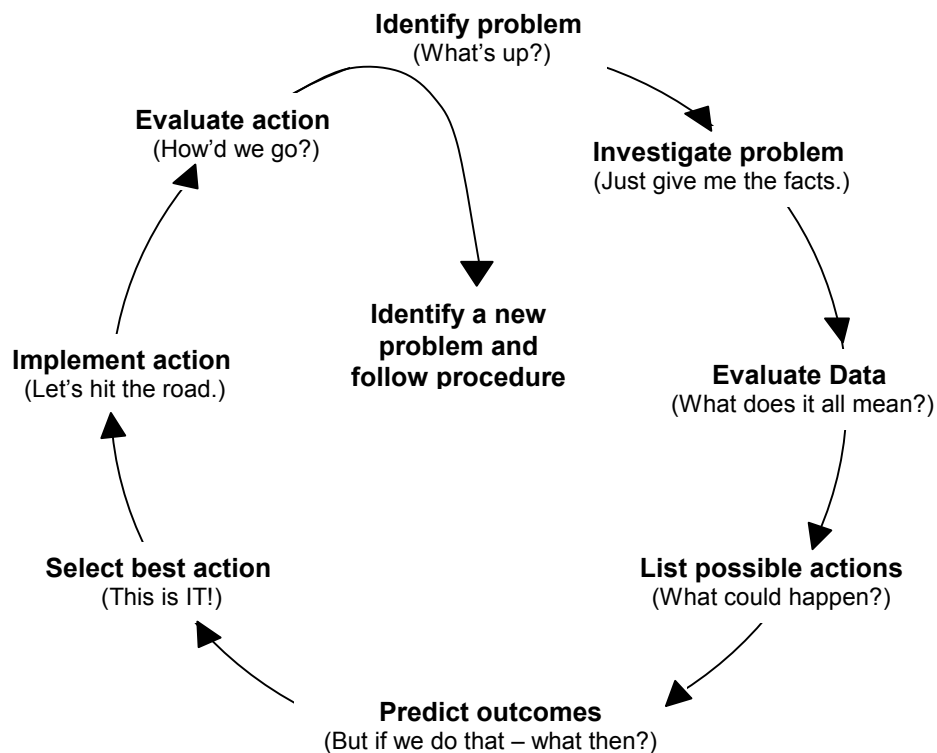 Identify problem
(What's up?)
Investigate problem
(Just give me the facts.)
Evaluate Data
(What does it all mean?)
List possible actions
(What could happen?)
Predict outcomes
(But if we do that – what then?)
Select best action
(This is IT!)
Implement action
(Let's hit the road.)
Evaluate action
(How'd we go?)
Identify a new
problem and
follow procedure